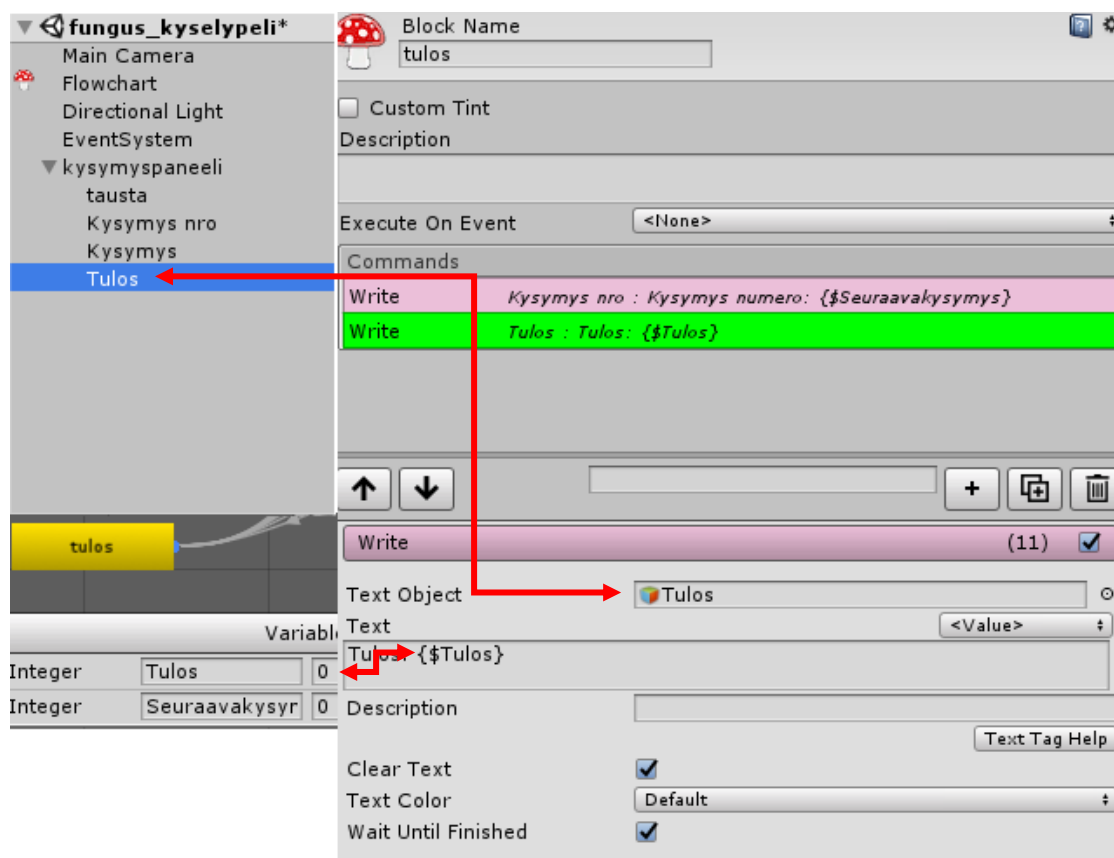 fungus_kyselypeli*
Main Camera
Flowchart
Directional Light
EventSystem
kysymyspaneeli
tausta
Kysymys nro
Kysymys
Tulos
tulos
Variabl
Integer Tulos 0
Integer Seuraavakysyr 0
Block Name
tulos
Custom Tint
Description
Execute On Event <None>
Commands
Write Kysymys nro : Kysymys numero: {$Seuraavakysymys}
Write Tulos : Tulos: {$Tulos}
+
Write (11)
Text Object Tulos
Text <Value>
Tulos: {$Tulos}
Description
Text Tag Help
Clear Text
Text Color Default
Wait Until Finished